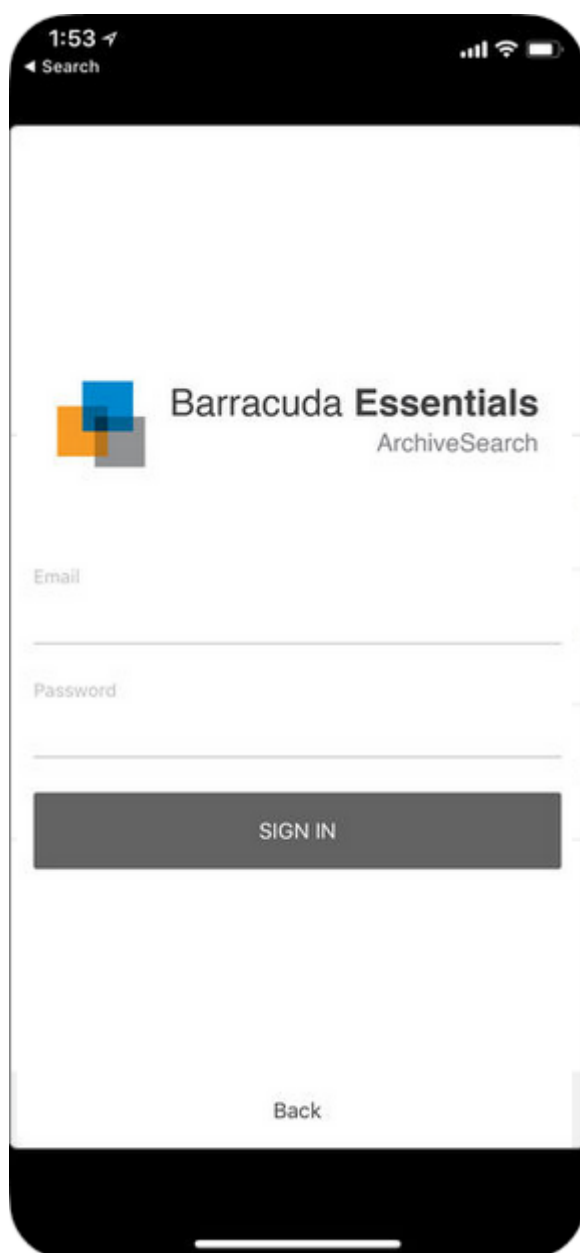 1:53
Search
Barracuda Essentials
ArchiveSearch
Email
Password
SIGN IN
Back